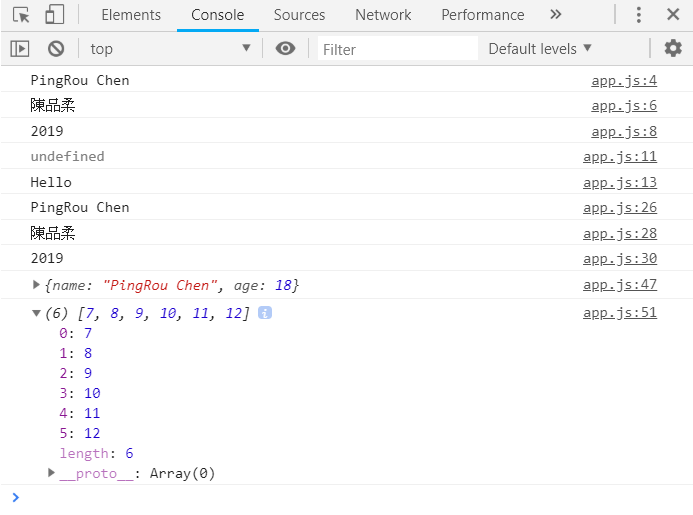 Elements Console Sources Network Performance »
top Filter Default levels
PingRou Chen app.js:4
陳品柔 app.js:6
2019 app.js:8
undefined app.js:11
Hello app.js:13
PingRou Chen app.js:26
陳品柔 app.js:28
2019 app.js:30
{name: "PingRou Chen", age: 18} app.js:47
(6) [7, 8, 9, 10, 11, 12] i app.js:51
0: 7
1: 8
2: 9
3: 10
4: 11
5: 12
length: 6
__proto__: Array(0)